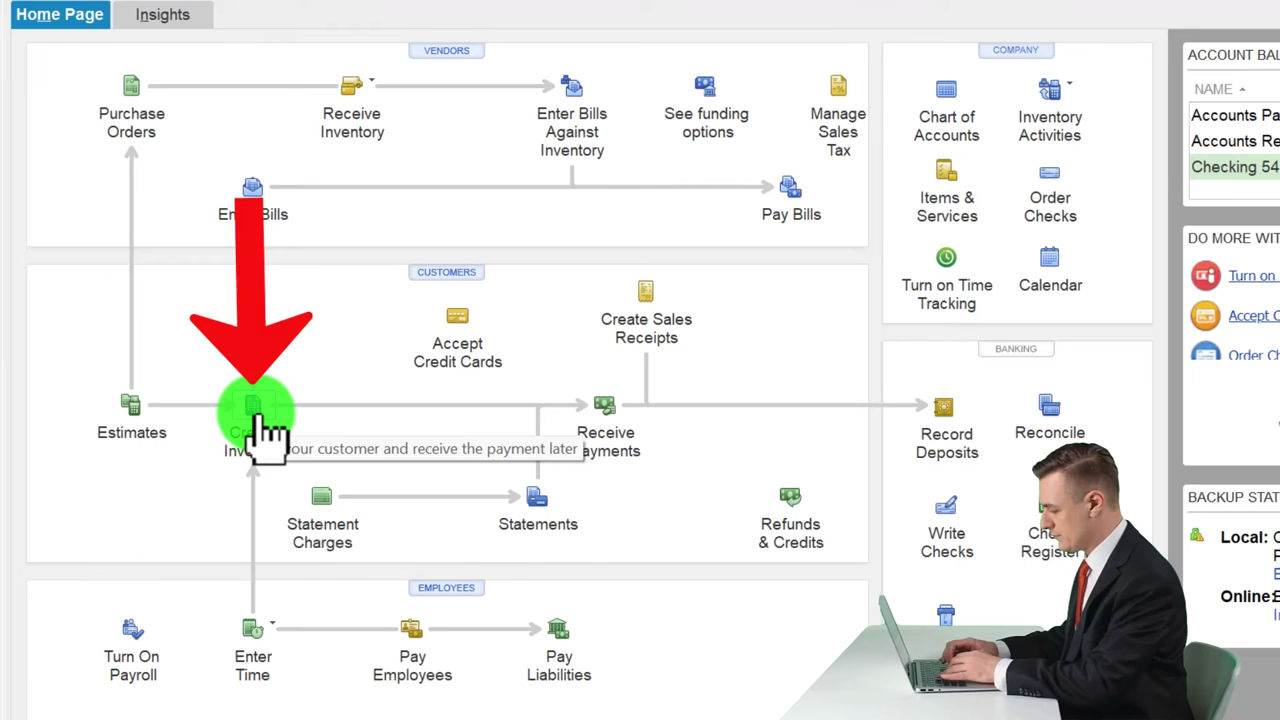 Home Page
Insights
VENDORS
Purchase
Orders
Receive
Inventory
Enter Bills
Against
Inventory
See funding
options
Manage
Sales
Tax
Bills
Pay Bills
CUSTOMERS
Accept
Credit Cards
Create Sales
Receipts
Estimates
Receive
our customer and receive the payment later
Statement
Charges
Statements
Refunds
& Credits
EMPLOYEES
Turn On
Payroll
Enter
Time
Pay
Employees
Pay
Liabilities
COMPANY
Chart of
Accounts
Inventory
Activities
Items &
Services
Order
Checks
Turn on Time
Tracking
Calendar
BANKING
Record
Deposits
Reconcile
Write
Checks
ACCOUNT BAL
NAME
Accounts Pa
Accounts Re
Checking 54
DO MORE WIT
Turn on
Accept C
Order Ch
BACKUP STAT
Local:
Online: